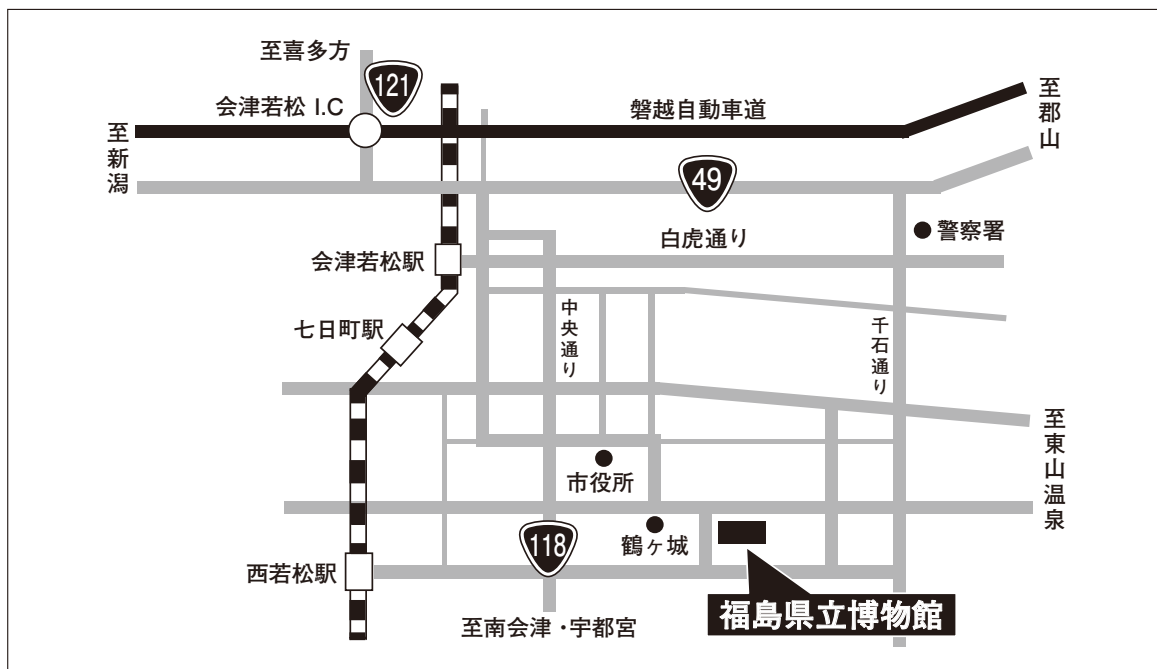 至喜多方
121
会津若松 I.C
磐越自動車道
至郡山
至新潟
49
白虎通り
警察署
会津若松駅
七日町駅
中央通り
千石通り
至東山温泉
市役所
鶴ヶ城
118
西若松駅
福島県立博物館
至南会津・宇都宮